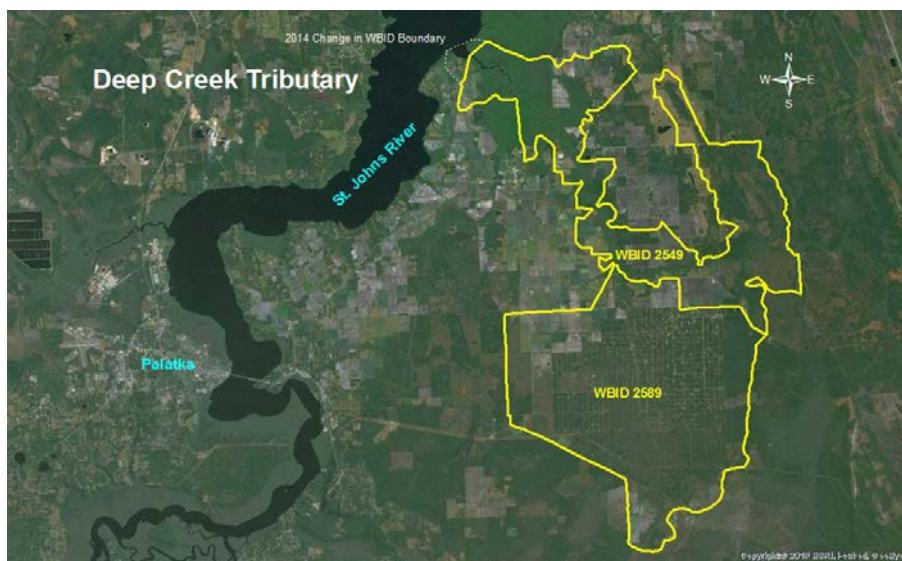 2014 Change in WBID Boundary
Deep Creek Tributary
N
W E
S
St. Johns River
WBID 2549
Palatka
WBID 2589